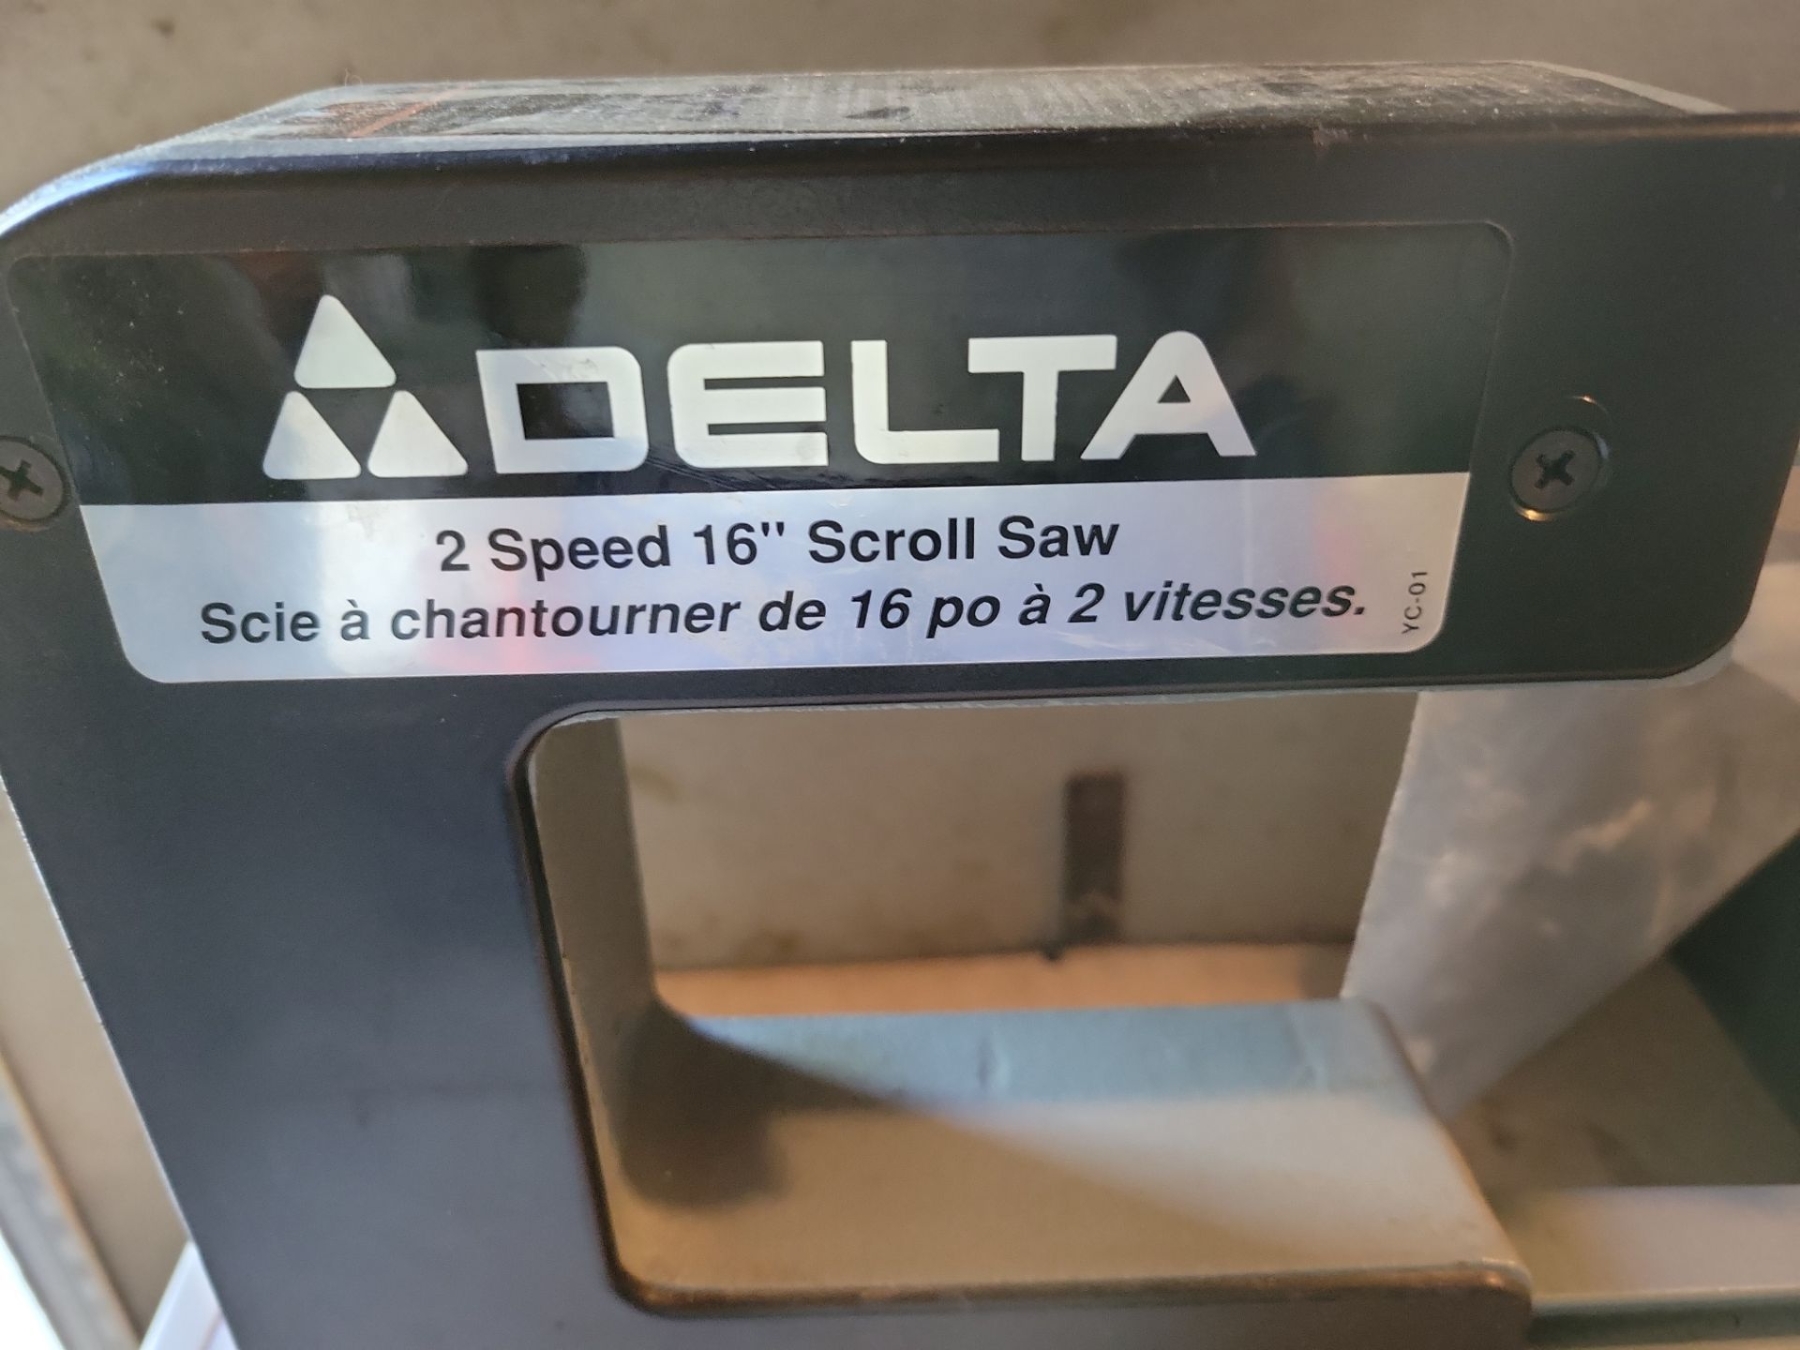 DELTA
2 Speed 16" Scroll Saw
Scie à chantourner de 16 po à 2 vitesses.
YC-01